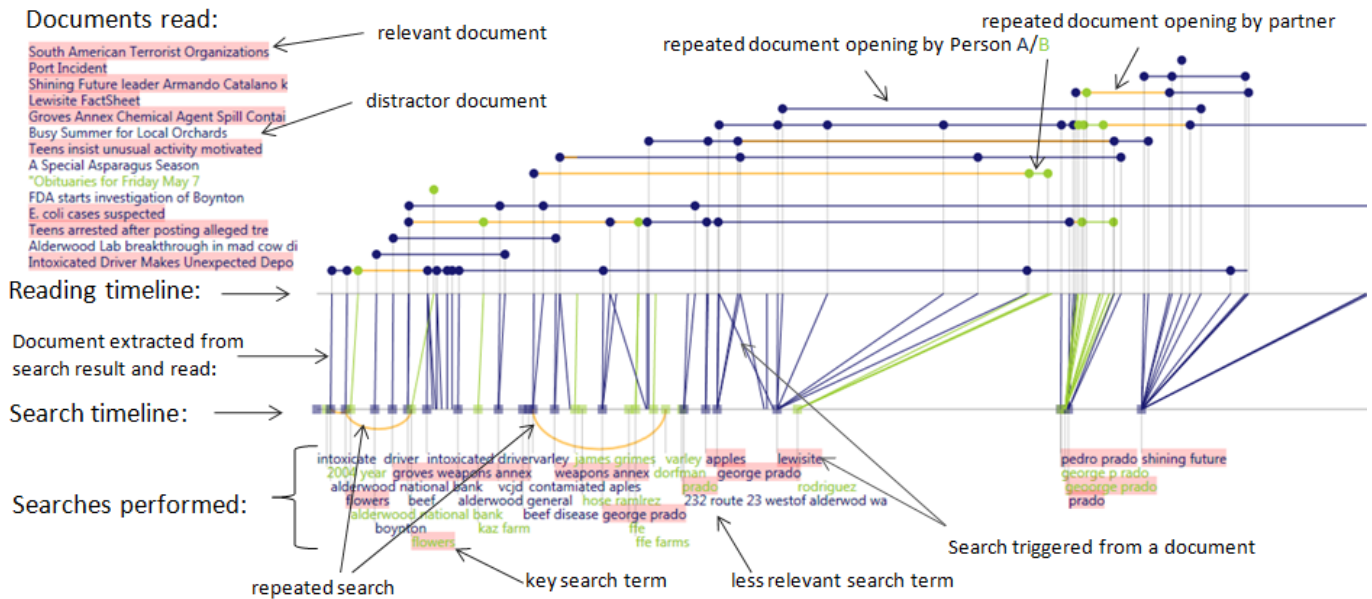 Documents read:
South American Terrorist Organizations
Port Incident
Shining Future leader Armando Catalano k
Lewisite FactSheet
Groves Annex Chemical Agent Spill Contai
Busy Summer for Local Orchards
Teens insist unusual activity motivated
A Special Asparagus Season
"Obituaries for Friday May 7
FDA starts investigation of Boynton
E. coli cases suspected
Teens arrested after posting alleged tre
Alderwood Lab breakthrough in mad cow di
Intoxicated Driver Makes Unexpected Depo
relevant document
distractor document
repeated document opening by Person A/B
repeated document opening by partner
Reading timeline:
Document extracted from
search result and read:
Search timeline:
Searches performed:
intoxicate driver intoxicated drivervarley james grimes varley apples lewisite pedro prado shining future
2004 year groves weapons annex weapons annex dorfman george prado george p rado
alderwood national bank vcjd contamiated aples prado rodriguez geoorge prado
flowers beef alderwood general hose ramirez 232 route 23 westof alderwod wa prado
alderwood national bank beef disease george prado
boynton kaz farm ffe
flowers ffe farms
repeated search
key search term
less relevant search term
Search triggered from a document